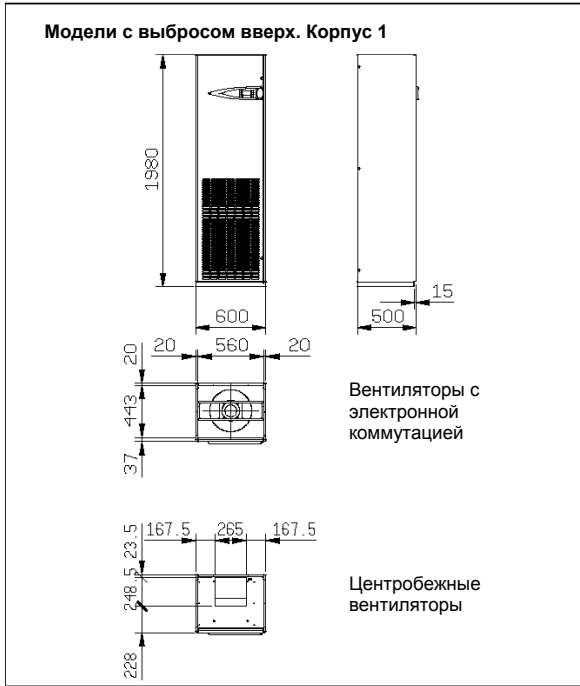 Модели с выбросом вверх. Корпус 1
1980
15
600
500
20 560 20
20
443
37
Вентиляторы с
электронной
коммутацией
167.5 265 167.5
23.5
248.5
228
Центробежные
вентиляторы